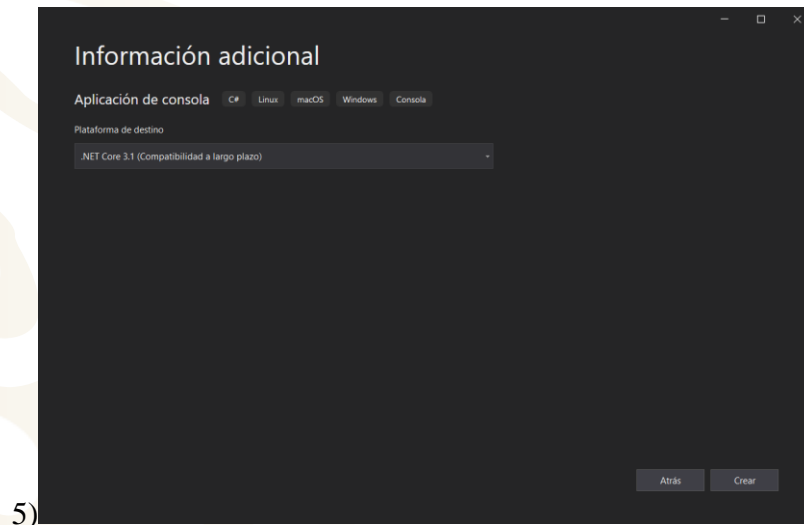 Información adicional
Aplicación de consola C# Linux macOS Windows Consola
Plataforma de destino
.NET Core 3.1 (Compatibilidad a largo plazo)
Atrás Crear
5)